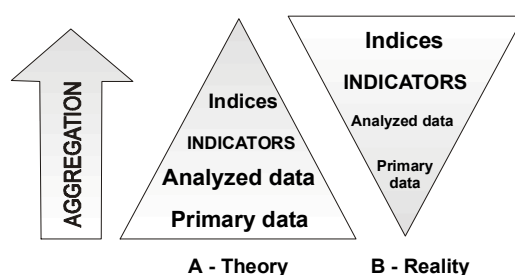 AGGREGATION
Indices
INDICATORS
Analyzed data
Primary data
A - Theory
Indices
INDICATORS
Analyzed data
Primary
data
B - Reality